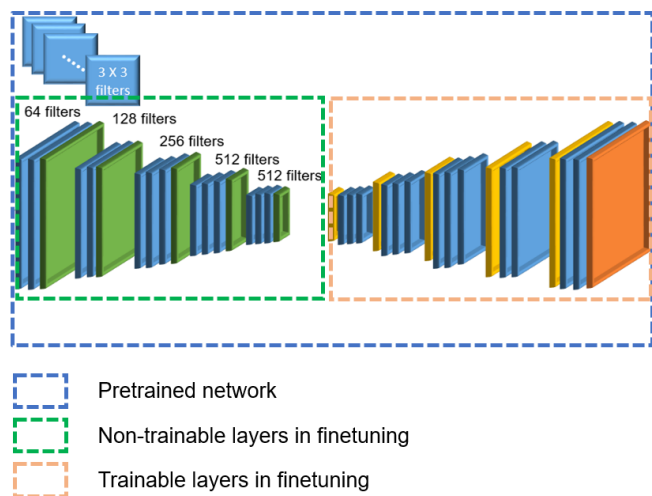 3 X 3
filters
64 filters
128 filters
256 filters
512 filters
512 filters
Pretrained network
Non-trainable layers in finetuning
Trainable layers in finetuning